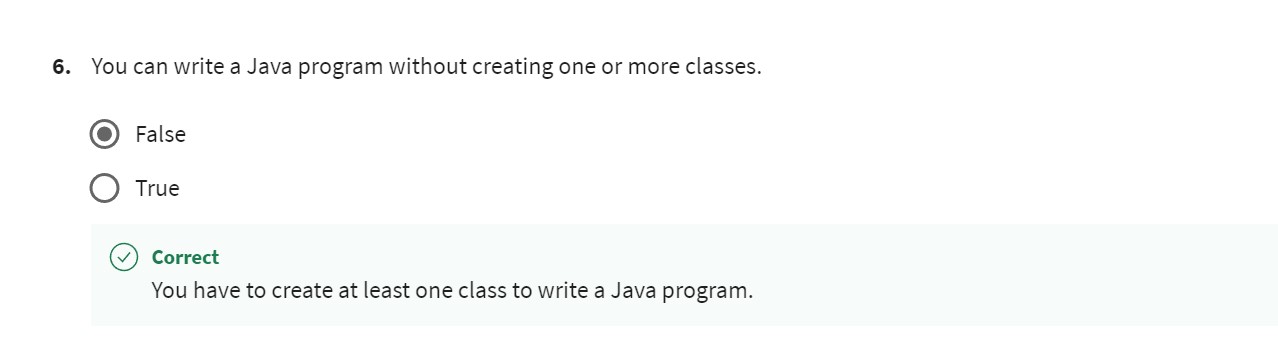 6. You can write a Java program without creating one or more classes.
False
True
Correct
You have to create at least one class to write a Java program.